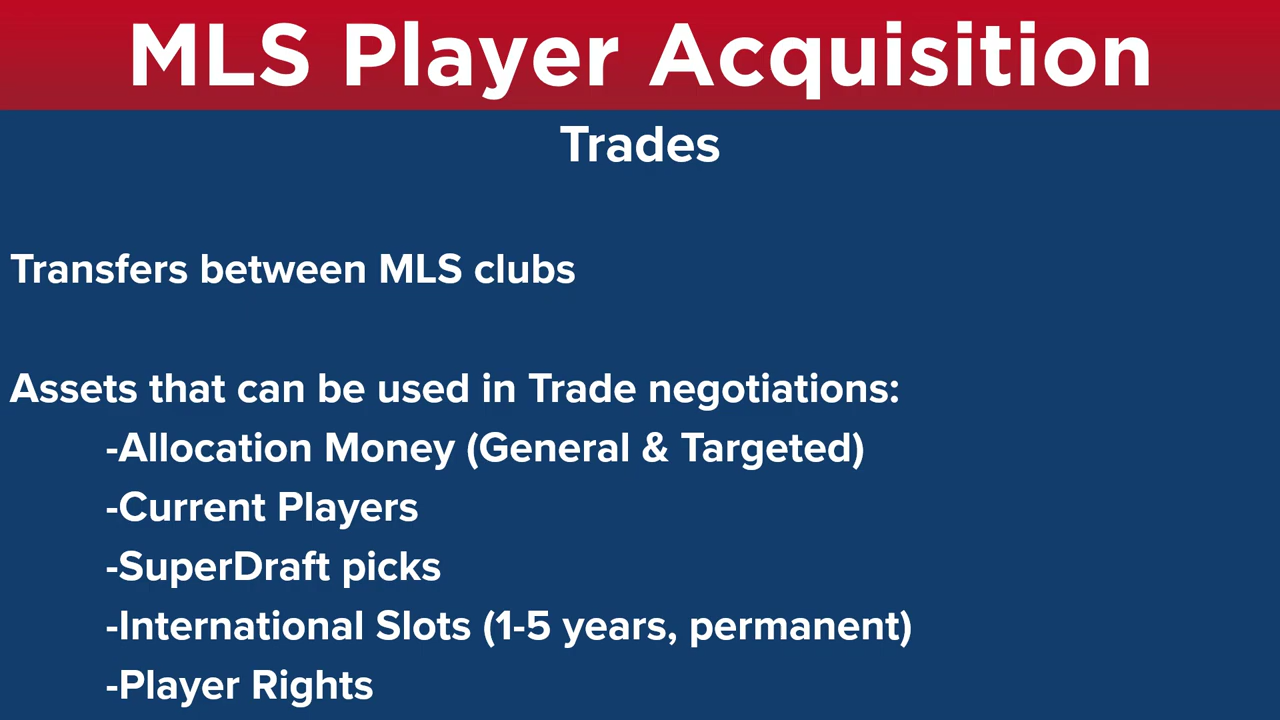 MLS Player Acquisition
Trades
Transfers between MLS clubs
Assets that can be used in Trade negotiations:
-Allocation Money (General & Targeted)
-Current Players
-SuperDraft picks
-International Slots (1-5 years, permanent)
-Player Rights